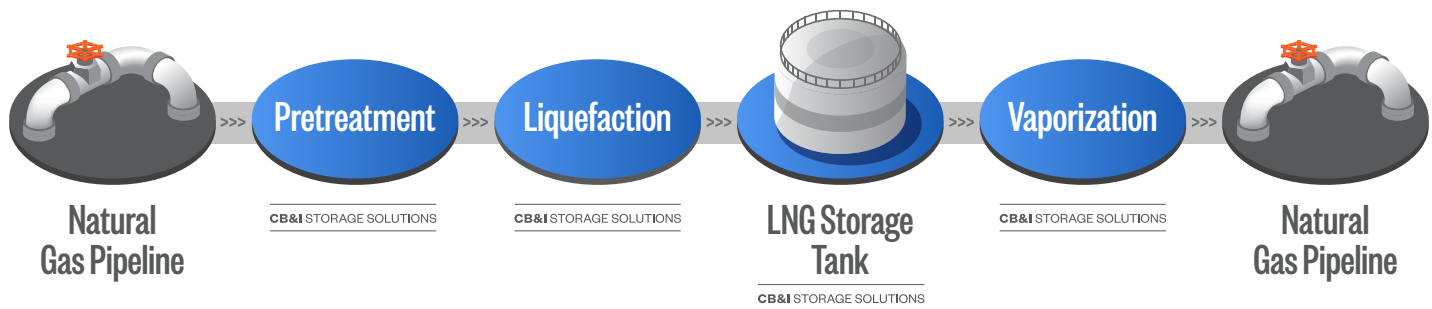 >>>
Pretreatment
>>>
Liquefaction
>>>
>>>
Vaporization
>>>
Natural
Gas Pipeline
CB&I STORAGE SOLUTIONS
CB&I STORAGE SOLUTIONS
LNG Storage
Tank
CB&I STORAGE SOLUTIONS
CB&I STORAGE SOLUTIONS
Natural
Gas Pipeline